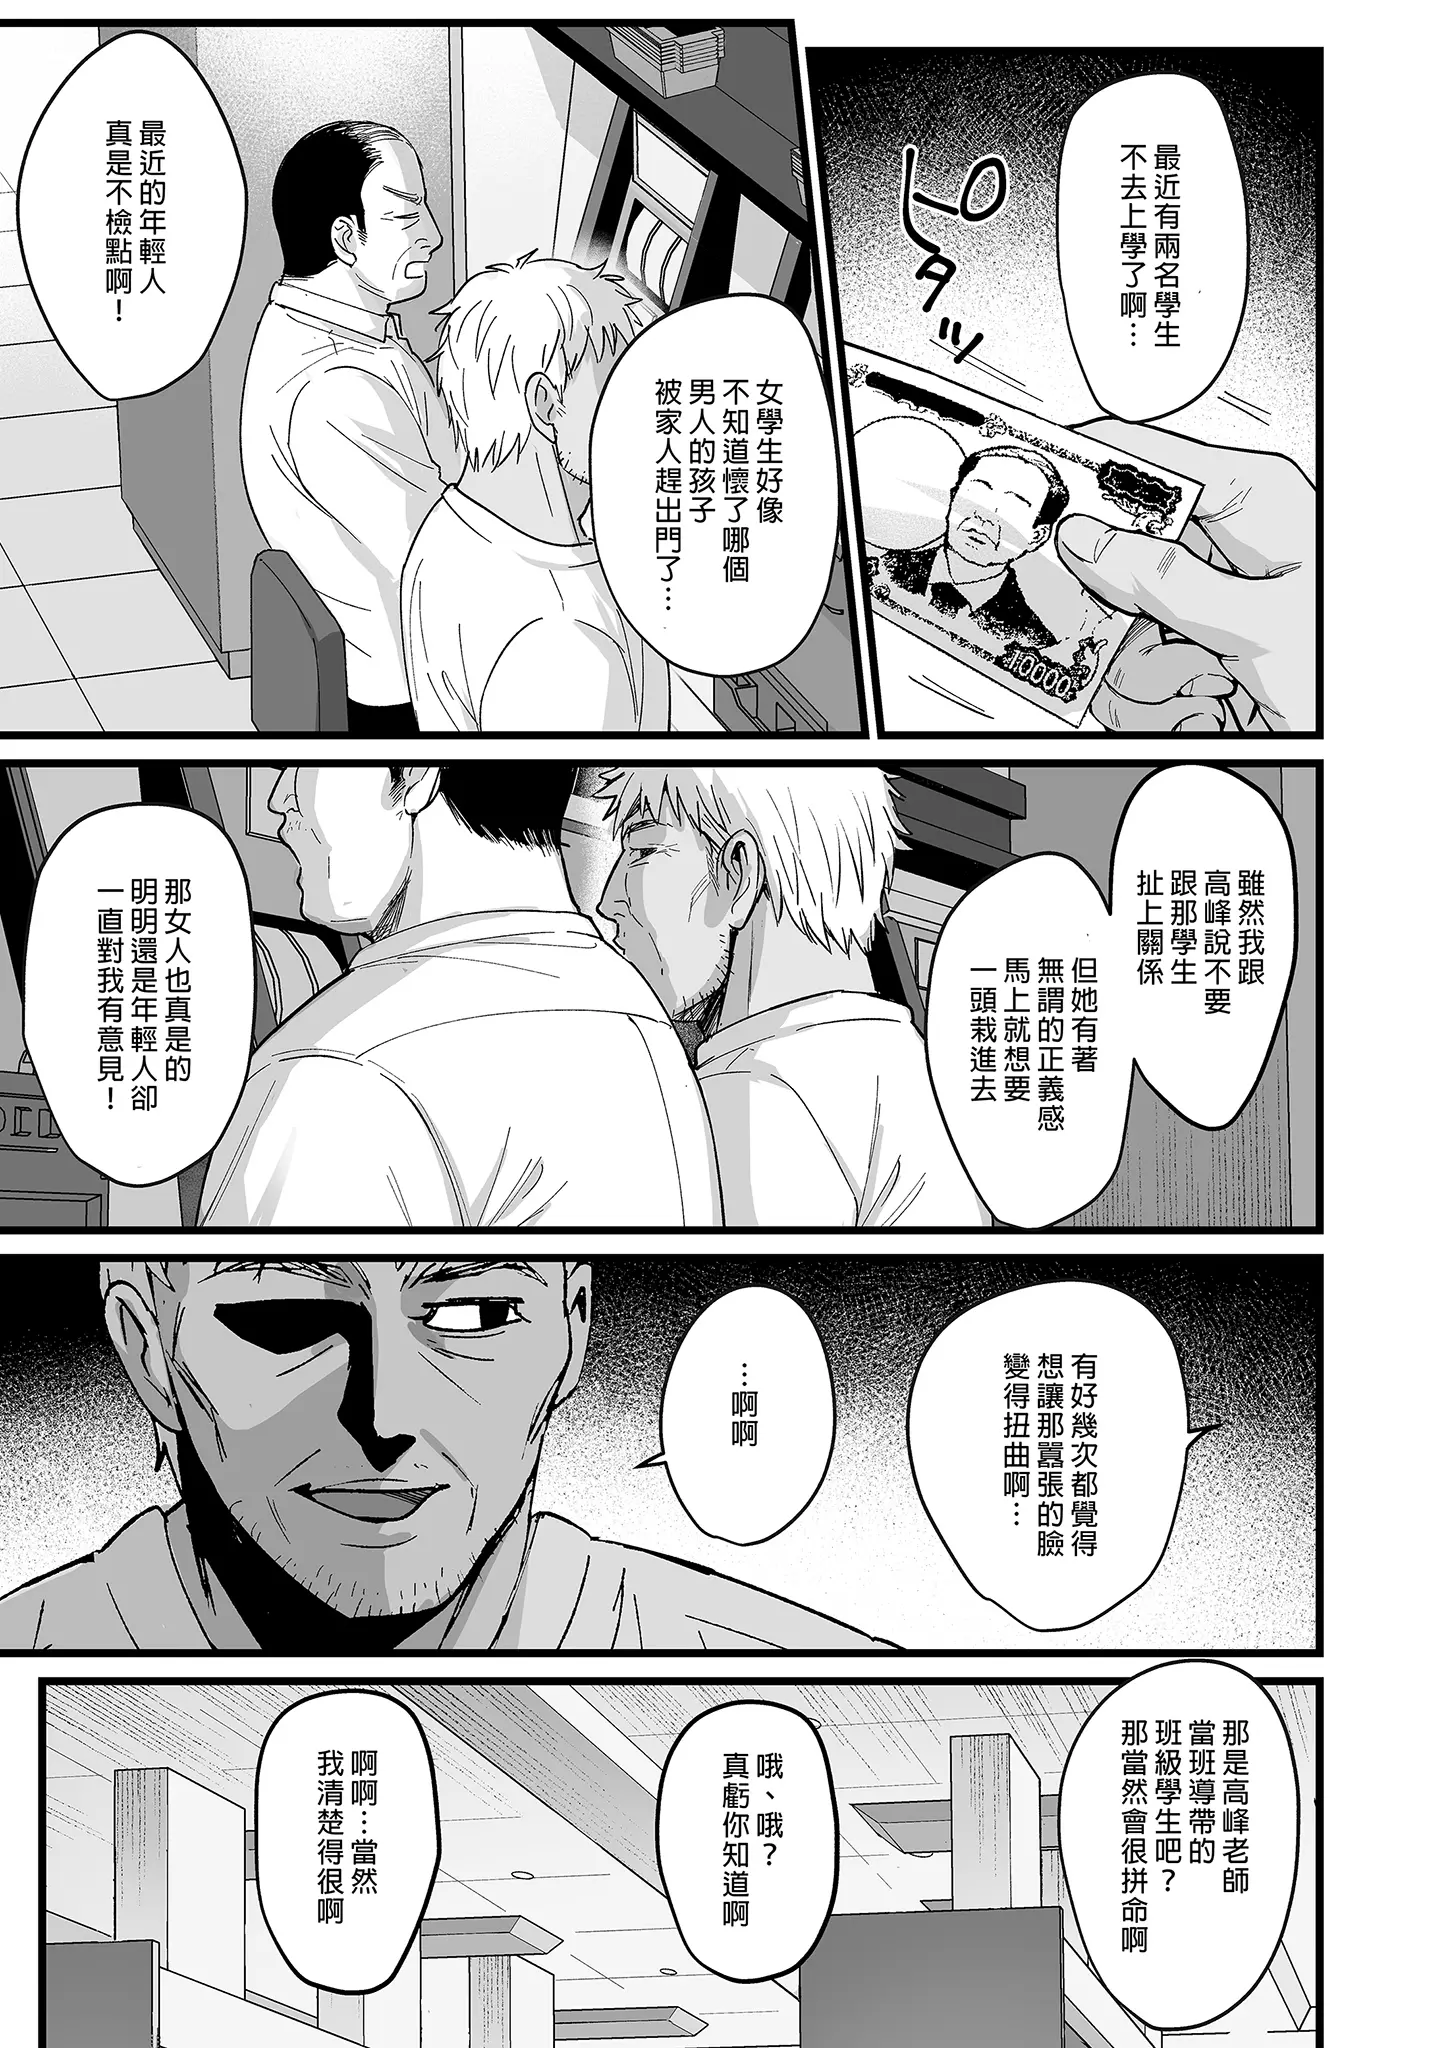 最近有兩名學生
不去上學了啊…
トロ
ピタッ
10000
女學生好像
不知道懷了哪個
男人的孩子
被家人趕出門了…
最近的年輕人
真是不檢點啊！
雖然我跟
高峰說不要
跟那學生
扯上關係
但她有著
無謂的正義感
馬上就想要
一頭栽進去
那女人也真是的
明明還是年輕人卻
一直對我有意見！
有好幾次都覺得
想讓那囂張的臉
變得扭曲啊…
…啊啊
那是高峰老師
當班導帶的
班級學生吧？
那當然會很拼命啊
哦、哦？
真虧你知道啊
啊啊…當然
我清楚得很啊